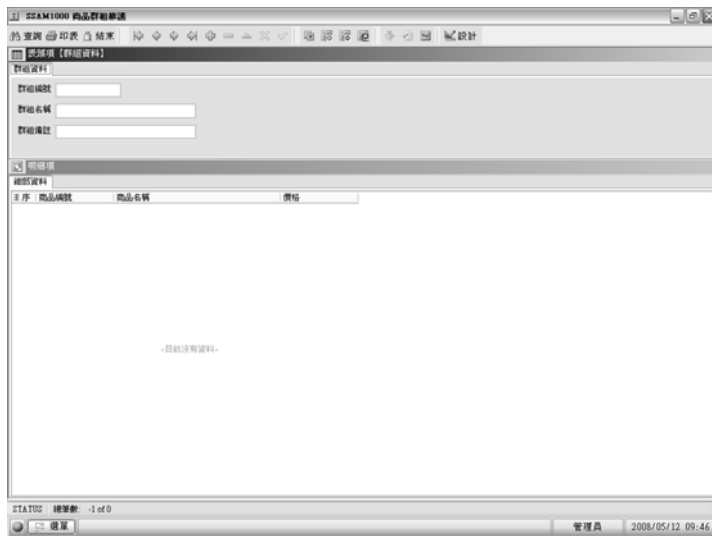 SSAM1000 商品群組維護
查詢 印表 結束 設計
表頭項【群組資料】
群組資料
群組編號
群組名稱
群組備註
明細項
細部資料
序 商品編號 商品名稱 價格
<目前沒有資料>
STATUS 總筆數: -1 of 0
選單 管理員 2008/05/12 09:46